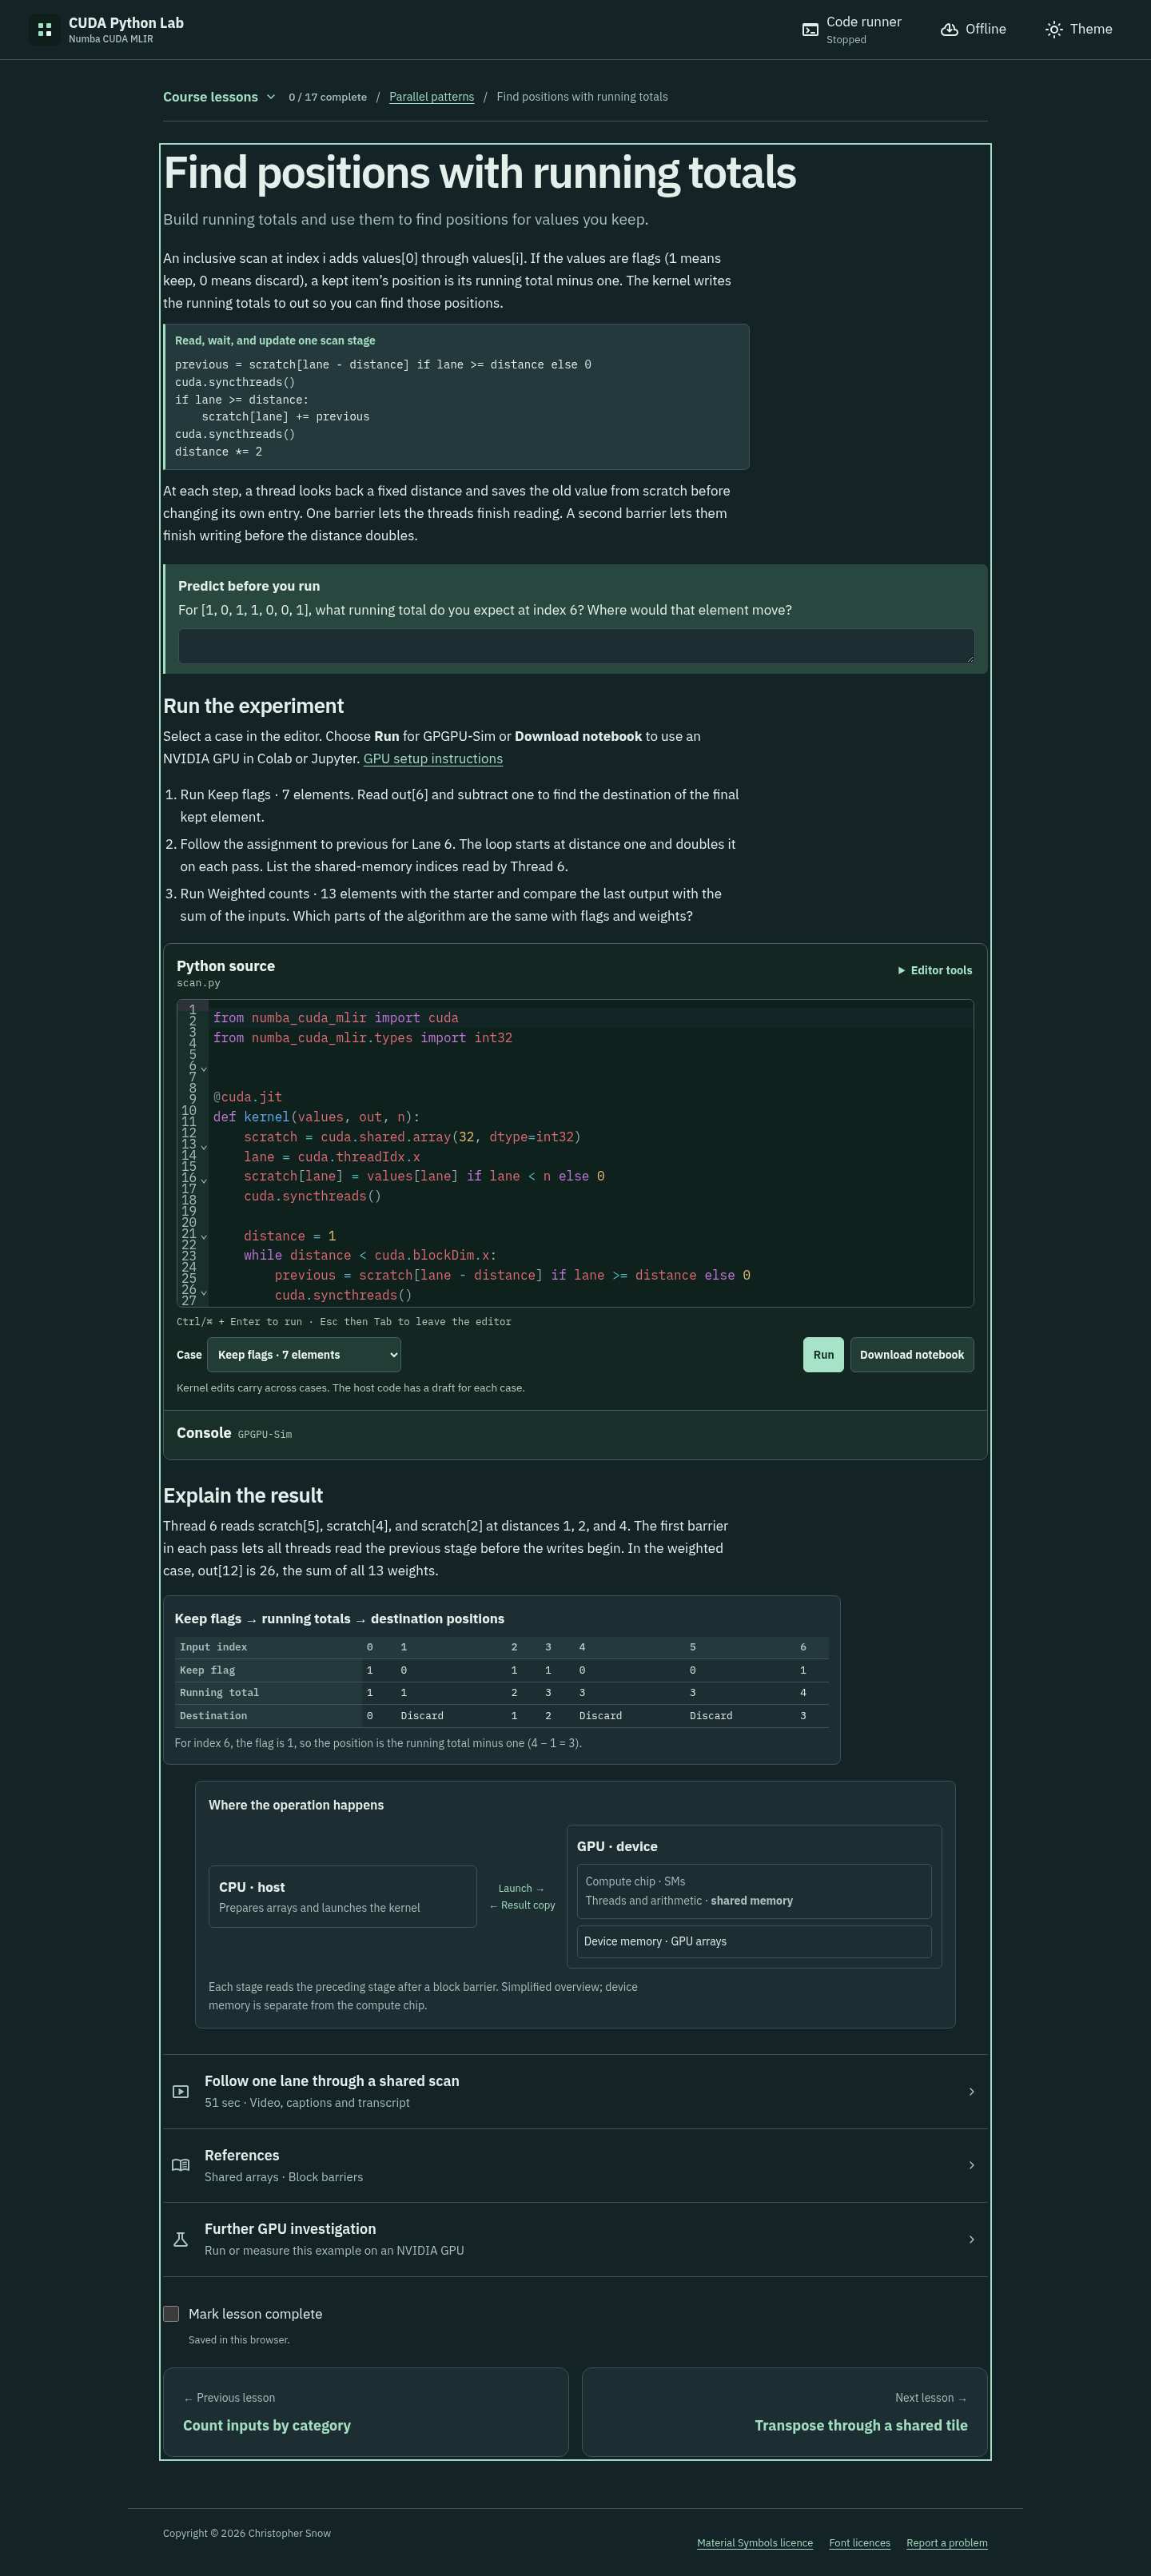 CUDA Python Lab
Numba CUDA MLIR
Code runner
Stopped
Offline
Theme
Course lessons
0 / 17 complete / Parallel patterns / Find positions with running totals
Find positions with running totals
Build running totals and use them to find positions for values you keep.
An inclusive scan at index i adds values[0] through values[i]. If the values are flags (1 means
keep, 0 means discard), a kept item’s position is its running total minus one. The kernel writes
the running totals to out so you can find those positions.
Read, wait, and update one scan stage
previous = scratch[lane - distance] if lane >= distance else 0
cuda.syncthreads()
if lane >= distance:
    scratch[lane] += previous
cuda.syncthreads()
distance *= 2
At each step, a thread looks back a fixed distance and saves the old value from scratch before
changing its own entry. One barrier lets the threads finish reading. A second barrier lets them
finish writing before the distance doubles.
Predict before you run
For [1, 0, 1, 1, 0, 0, 1], what running total do you expect at index 6? Where would that element move?
Run the experiment
Select a case in the editor. Choose Run for GPGPU-Sim or Download notebook to use an
NVIDIA GPU in Colab or Jupyter. GPU setup instructions
1. Run Keep flags · 7 elements. Read out[6] and subtract one to find the destination of the final
kept element.
2. Follow the assignment to previous for Lane 6. The loop starts at distance one and doubles it
on each pass. List the shared-memory indices read by Thread 6.
3. Run Weighted counts · 13 elements with the starter and compare the last output with the
sum of the inputs. Which parts of the algorithm are the same with flags and weights?
Python source
scan.py
▶ Editor tools
1
2
3
4
5
6
7
8
9
10
11
12
13
14
15
16
17
18
19
20
21
22
23
24
25
26
27
from numba_cuda_mlir import cuda
from numba_cuda_mlir.types import int32
@cuda.jit
def kernel(values, out, n):
    scratch = cuda.shared.array(32, dtype=int32)
    lane = cuda.threadIdx.x
    scratch[lane] = values[lane] if lane < n else 0
    cuda.syncthreads()
    distance = 1
    while distance < cuda.blockDim.x:
        previous = scratch[lane - distance] if lane >= distance else 0
        cuda.syncthreads()
Ctrl/⌘ + Enter to run · Esc then Tab to leave the editor
Case Keep flags · 7 elements
Run
Download notebook
Kernel edits carry across cases. The host code has a draft for each case.
Console GPGPU-Sim
Explain the result
Thread 6 reads scratch[5], scratch[4], and scratch[2] at distances 1, 2, and 4. The first barrier
in each pass lets all threads read the previous stage before the writes begin. In the weighted
case, out[12] is 26, the sum of all 13 weights.
Keep flags → running totals → destination positions
Input index 0 1 2 3 4 5 6
Keep flag 1 0 1 1 0 0 1
Running total 1 1 2 3 3 3 4
Destination 0 Discard 1 2 Discard Discard 3
For index 6, the flag is 1, so the position is the running total minus one (4 − 1 = 3).
Where the operation happens
CPU · host
Prepares arrays and launches the kernel
Launch →
← Result copy
GPU · device
Compute chip · SMs
Threads and arithmetic · shared memory
Device memory · GPU arrays
Each stage reads the preceding stage after a block barrier. Simplified overview; device
memory is separate from the compute chip.
Follow one lane through a shared scan
51 sec · Video, captions and transcript
References
Shared arrays · Block barriers
Further GPU investigation
Run or measure this example on an NVIDIA GPU
Mark lesson complete
Saved in this browser.
← Previous lesson
Count inputs by category
Next lesson →
Transpose through a shared tile
Copyright © 2026 Christopher Snow
Material Symbols licence
Font licences
Report a problem